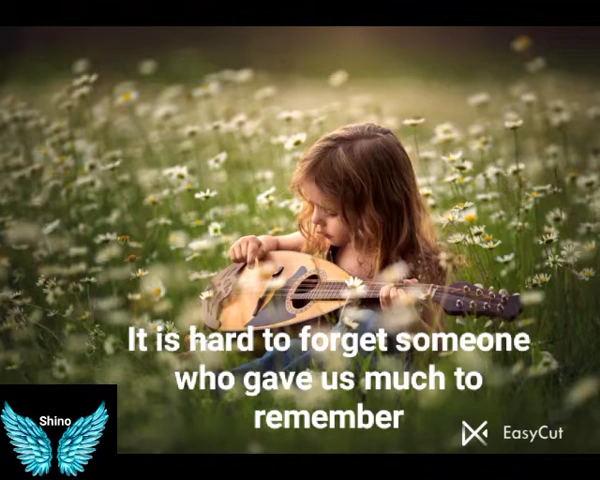 It is hard to forget someone
who gave us much to
remember
Shino
EasyCut